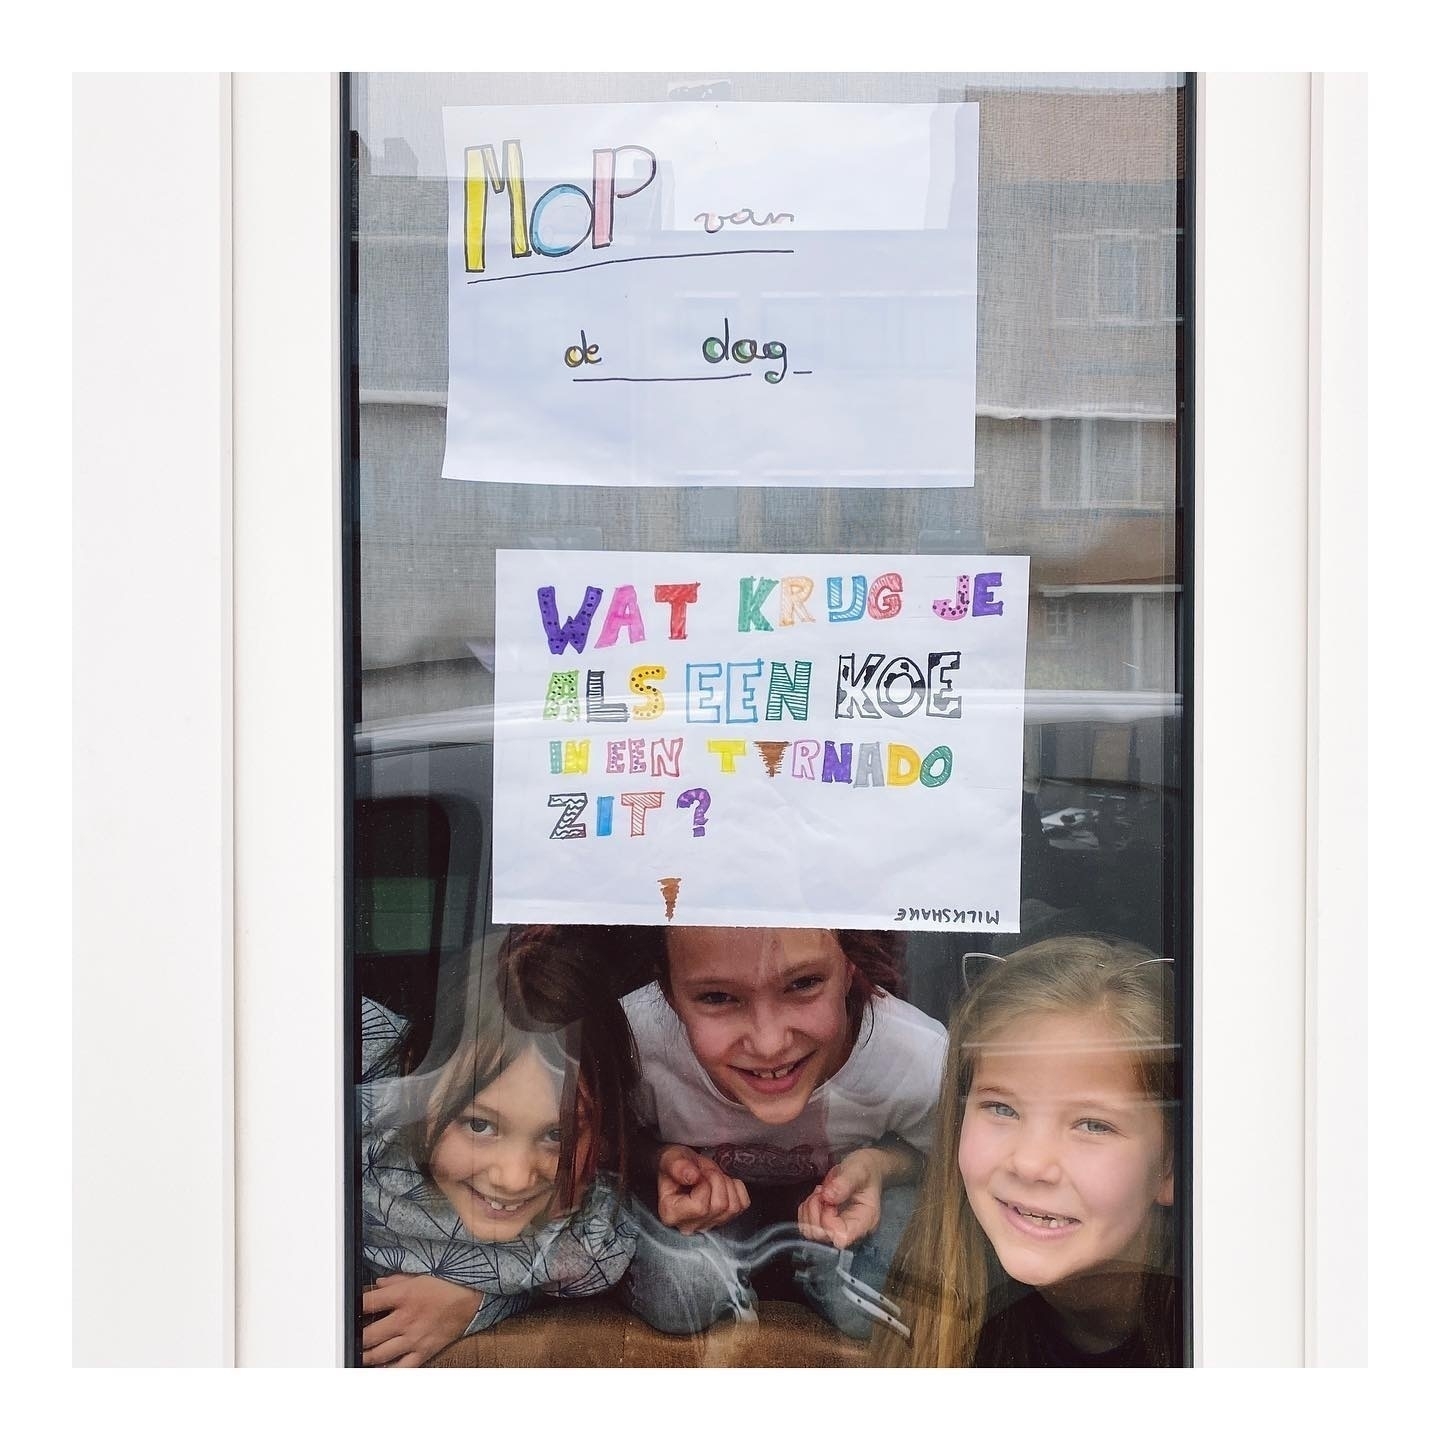 MOP van
de dag
WAT KRIJG JE
ALS EEN KOE
IN EEN TORNADO
ZIT?
MILKSHAKE